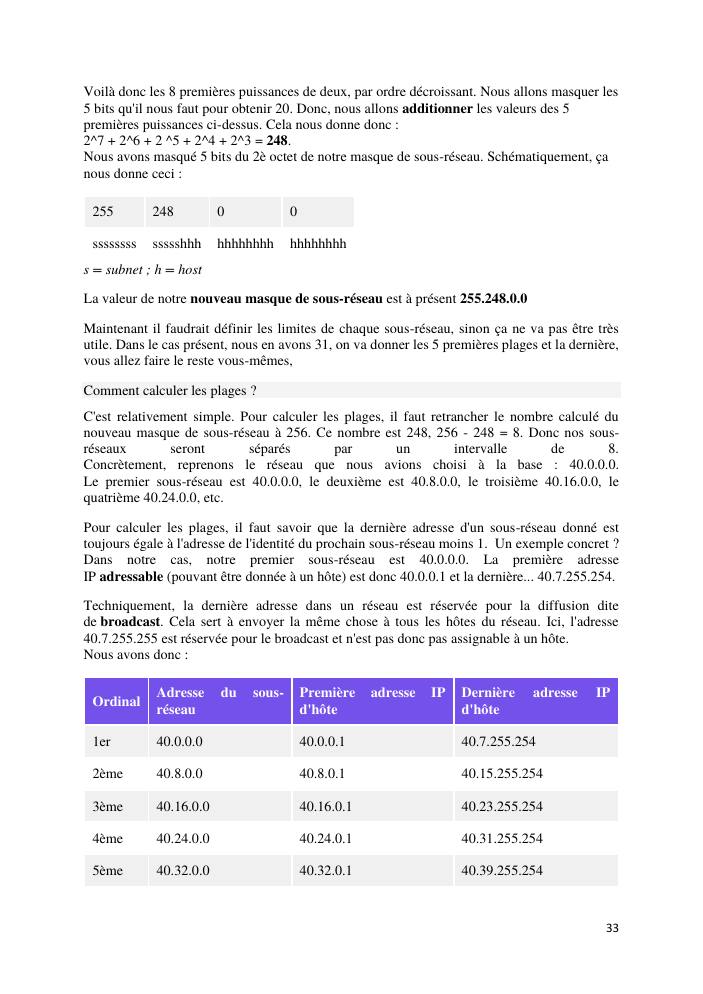 Voilà donc les 8 premières puissances de deux, par ordre décroissant. Nous allons masquer les
5 bits qu'il nous faut pour obtenir 20. Donc, nous allons additionner les valeurs des 5
premières puissances ci-dessus. Cela nous donne donc :
2^7 + 2^6 + 2 ^5 + 2^4 + 2^3 = 248.
Nous avons masqué 5 bits du 2è octet de notre masque de sous-réseau. Schématiquement, ça
nous donne ceci :
255 248 0 0
ssssssss ssssshhh hhhhhhhh hhhhhhhh
s = subnet ; h = host
La valeur de notre nouveau masque de sous-réseau est à présent 255.248.0.0
Maintenant il faudrait définir les limites de chaque sous-réseau, sinon ça ne va pas être très
utile. Dans le cas présent, nous en avons 31, on va donner les 5 premières plages et la dernière,
vous allez faire le reste vous-mêmes,
Comment calculer les plages ?
C'est relativement simple. Pour calculer les plages, il faut retrancher le nombre calculé du
nouveau masque de sous-réseau à 256. Ce nombre est 248, 256 - 248 = 8. Donc nos sous-
réseaux seront séparés par un intervalle de 8.
Concrètement, reprenons le réseau que nous avions choisi à la base : 40.0.0.0.
Le premier sous-réseau est 40.0.0.0, le deuxième est 40.8.0.0, le troisième 40.16.0.0, le
quatrième 40.24.0.0, etc.
Pour calculer les plages, il faut savoir que la dernière adresse d'un sous-réseau donné est
toujours égale à l'adresse de l'identité du prochain sous-réseau moins 1. Un exemple concret ?
Dans notre cas, notre premier sous-réseau est 40.0.0.0. La première adresse
IP adressable (pouvant être donnée à un hôte) est donc 40.0.0.1 et la dernière... 40.7.255.254.
Techniquement, la dernière adresse dans un réseau est réservée pour la diffusion dite
de broadcast. Cela sert à envoyer la même chose à tous les hôtes du réseau. Ici, l'adresse
40.7.255.255 est réservée pour le broadcast et n'est pas donc pas assignable à un hôte.
Nous avons donc :
Ordinal Adresse du sous-réseau Première adresse IP d'hôte Dernière adresse IP d'hôte
1er 40.0.0.0 40.0.0.1 40.7.255.254
2ème 40.8.0.0 40.8.0.1 40.15.255.254
3ème 40.16.0.0 40.16.0.1 40.23.255.254
4ème 40.24.0.0 40.24.0.1 40.31.255.254
5ème 40.32.0.0 40.32.0.1 40.39.255.254
33